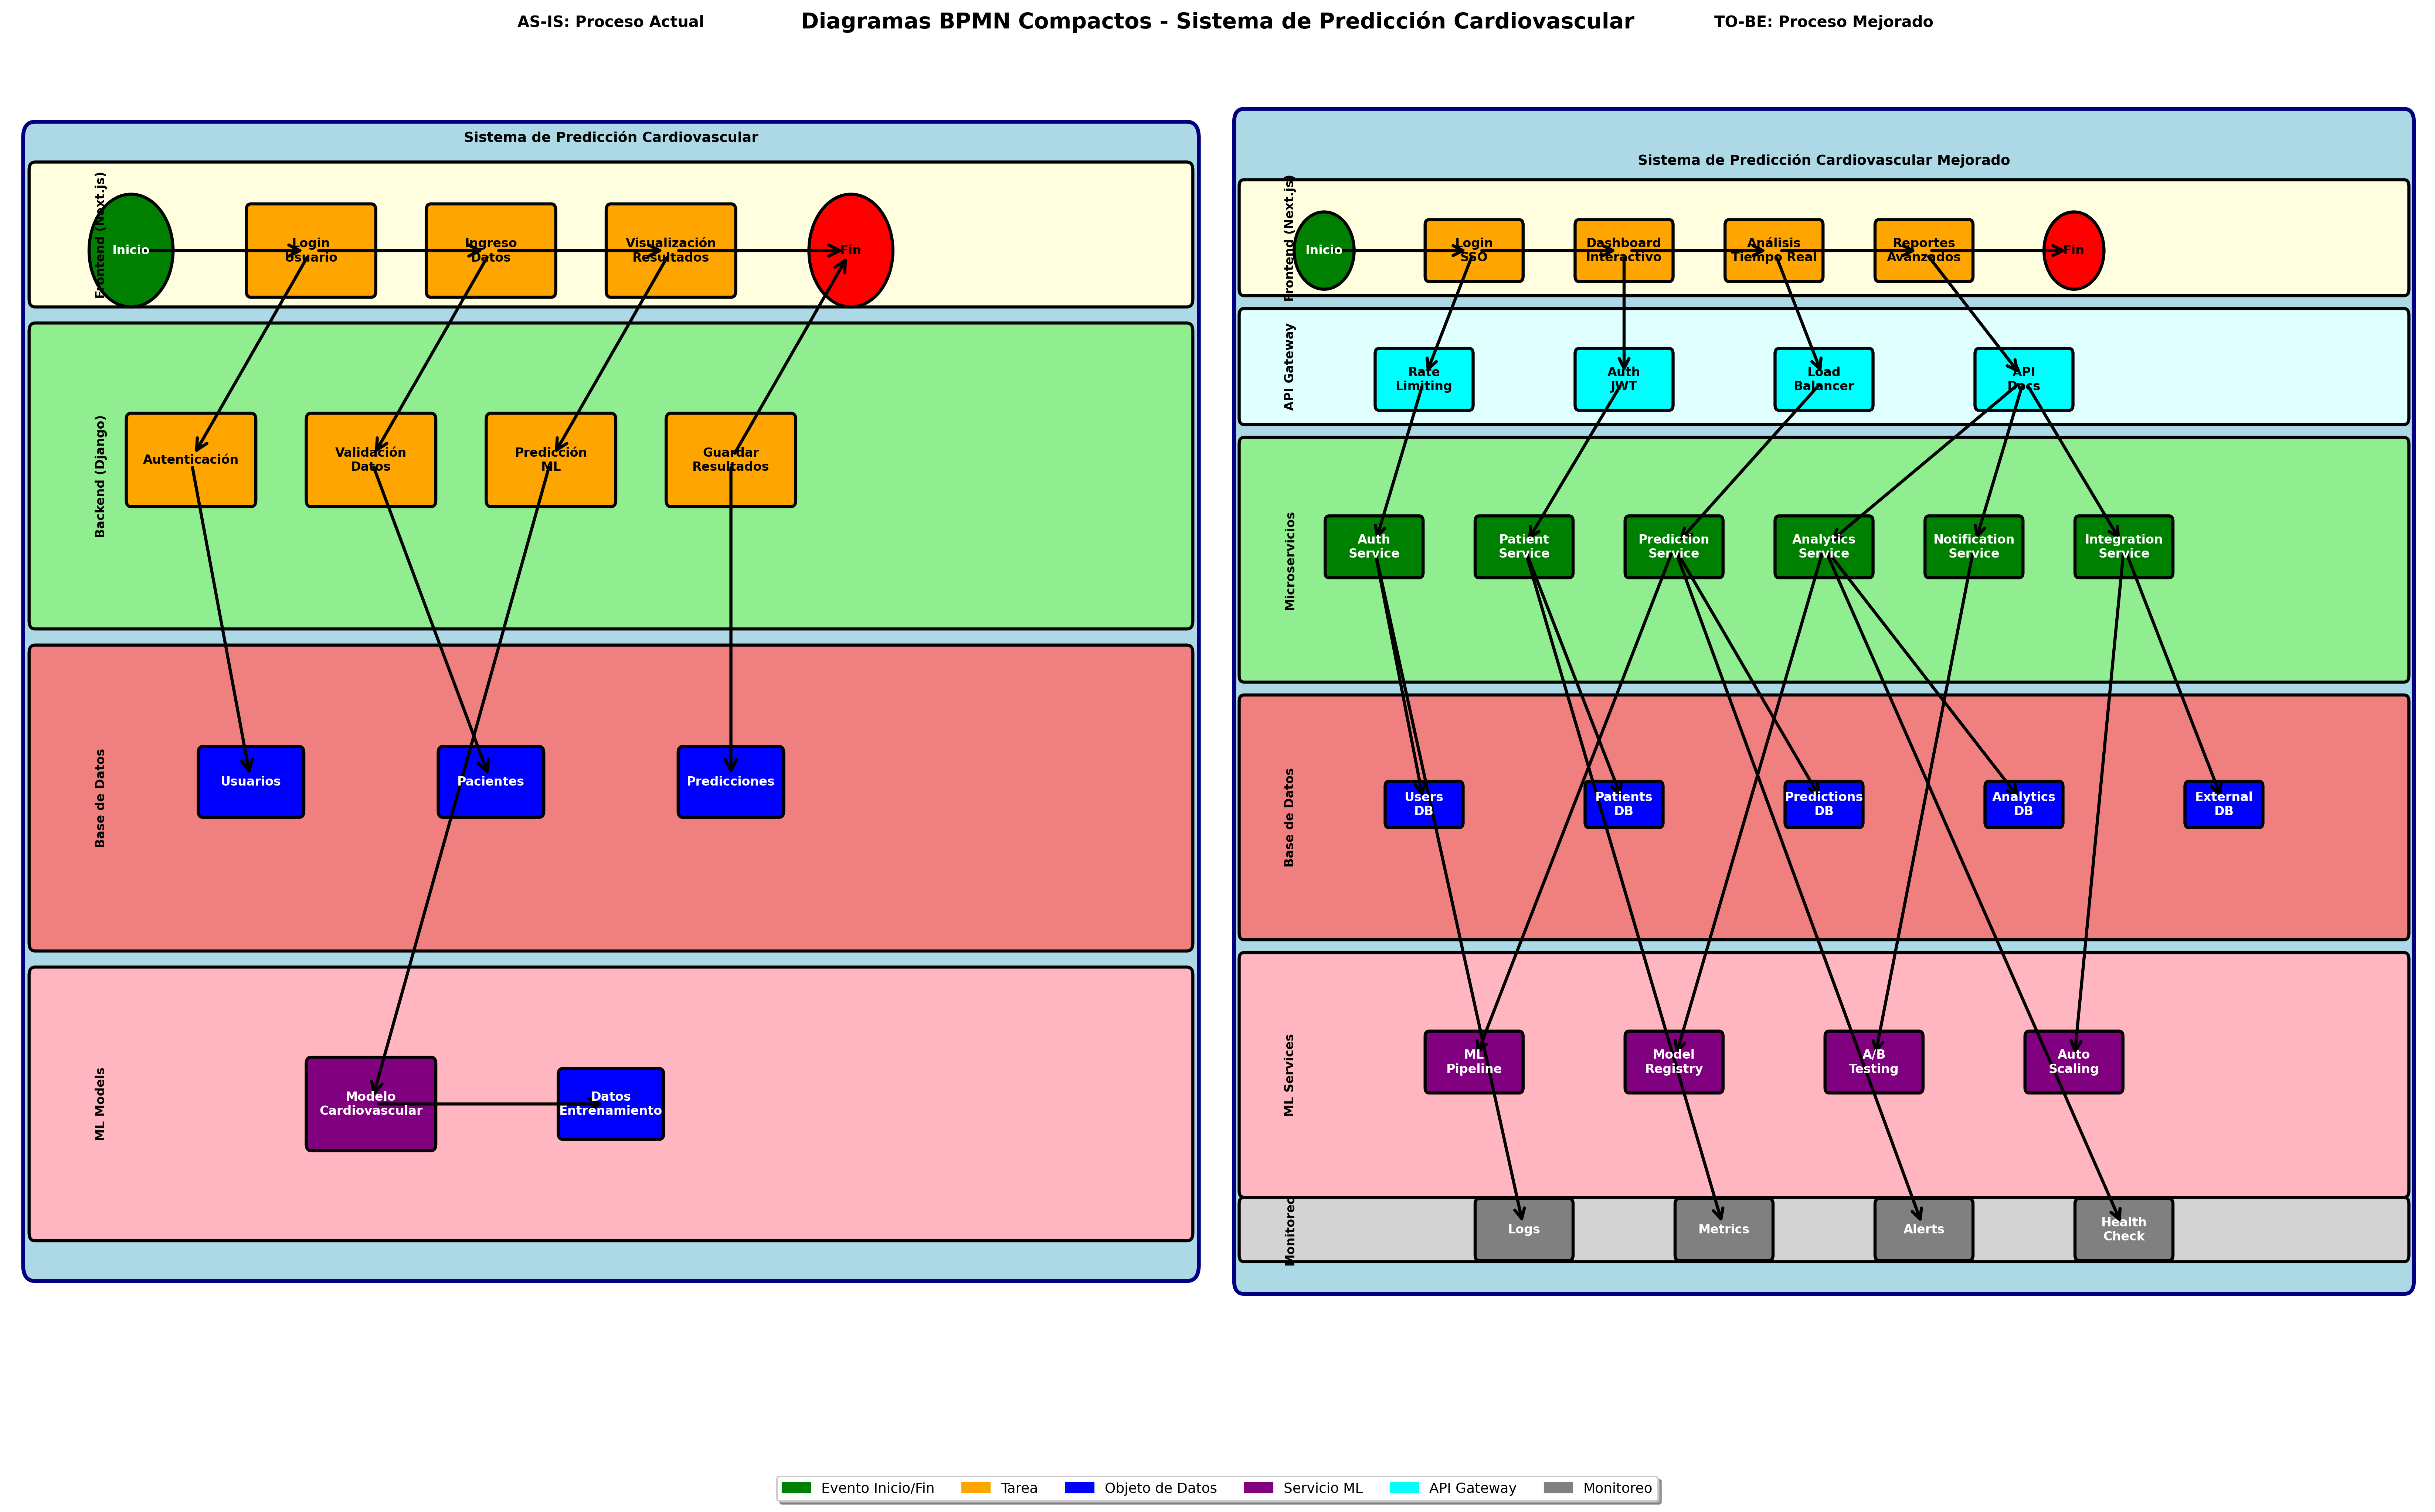 AS-IS: Proceso Actual
Diagramas BPMN Compactos - Sistema de Predicción Cardiovascular
TO-BE: Proceso Mejorado
Sistema de Predicción Cardiovascular
Frontend (Next.js)
Inicio
Login
Usuario
Ingreso
Datos
Visualización
Resultados
Fin
Backend (Django)
Autenticación
Validación
Datos
Predicción
ML
Guardar
Resultados
Base de Datos
Usuarios
Pacientes
Predicciones
ML Models
Modelo
Cardiovascular
Datos
Entrenamiento
Sistema de Predicción Cardiovascular Mejorado
Frontend (Next.js)
Inicio
Login
SSO
Dashboard
Interactivo
Análisis
Tiempo Real
Reportes
Avanzados
Fin
API Gateway
Rate
Limiting
Auth
JWT
Load
Balancer
API
Docs
Microservicios
Auth
Service
Patient
Service
Prediction
Service
Analytics
Service
Notification
Service
Integration
Service
Base de Datos
Users
DB
Patients
DB
Predictions
DB
Analytics
DB
External
DB
ML Services
ML
Pipeline
Model
Registry
A/B
Testing
Auto
Scaling
Monitoreo
Logs
Metrics
Alerts
Health
Check
Evento Inicio/Fin
Tarea
Objeto de Datos
Servicio ML
API Gateway
Monitoreo